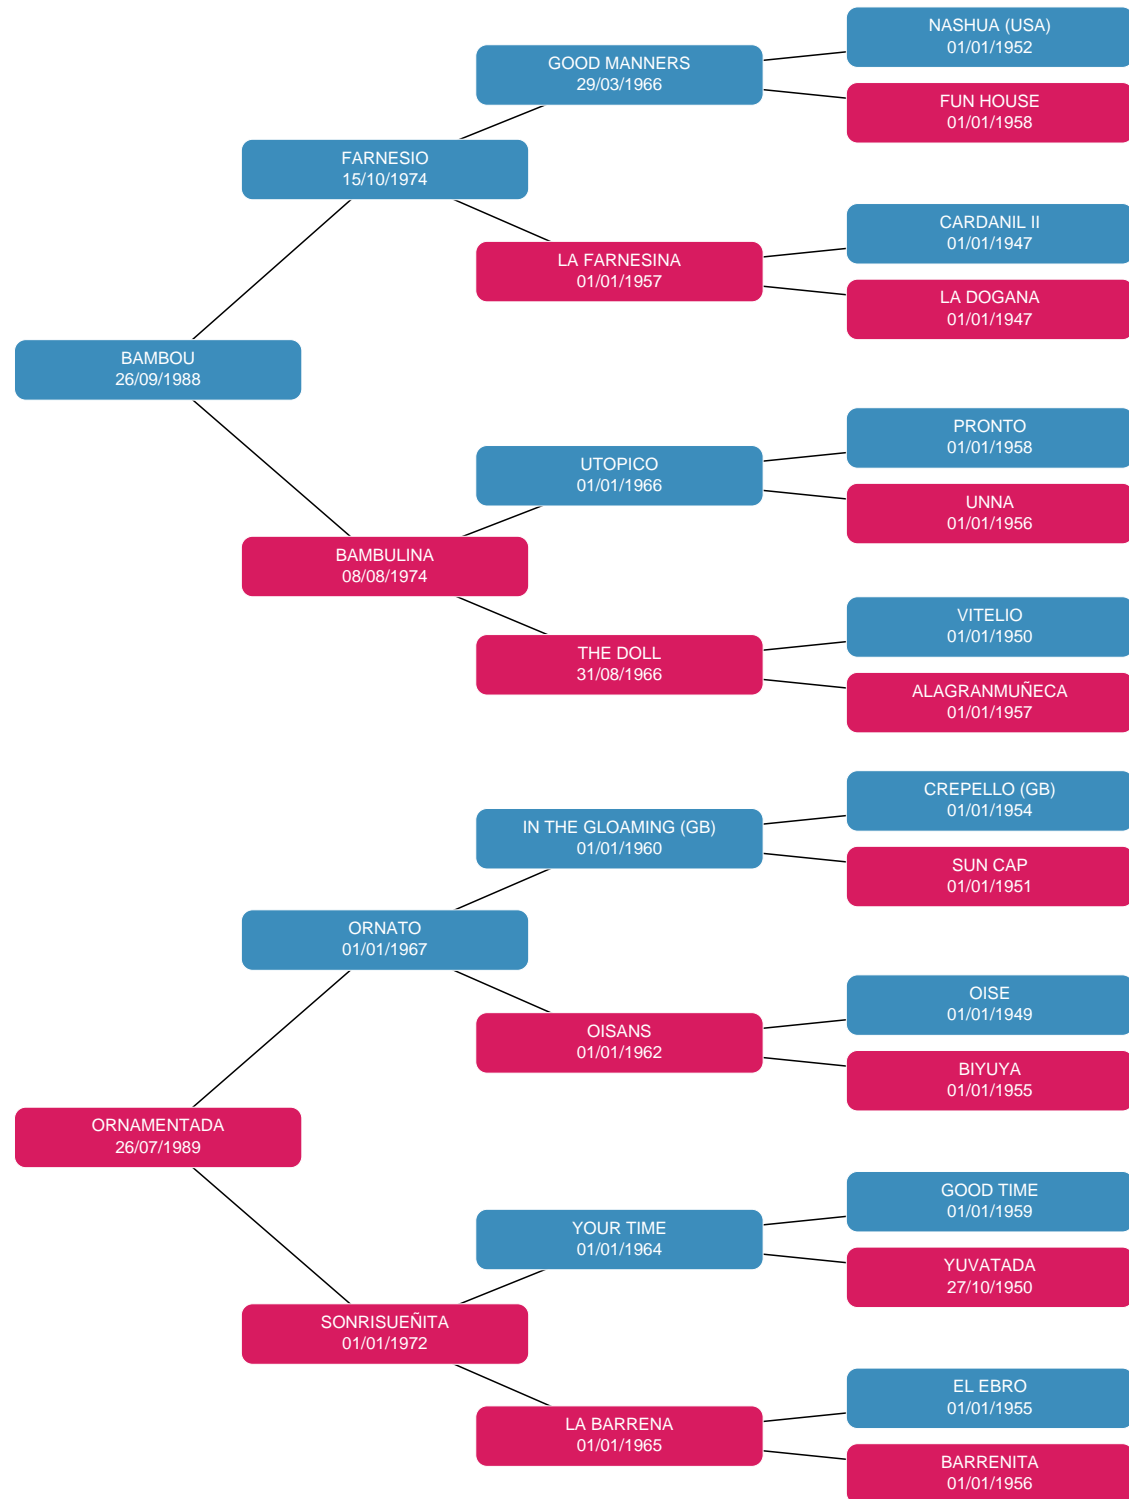 NASHUA (USA)
01/01/1952
GOOD MANNERS
29/03/1966
FUN HOUSE
01/01/1958
FARNESIO
15/10/1974
CARDANIL II
01/01/1947
LA FARNESINA
01/01/1957
LA DOGANA
01/01/1947
BAMBOU
26/09/1988
PRONTO
01/01/1958
UTOPICO
01/01/1966
UNNA
01/01/1956
BAMBULINA
08/08/1974
VITELIO
01/01/1950
THE DOLL
31/08/1966
ALAGRANMUÑECA
01/01/1957
CREPELLO (GB)
01/01/1954
IN THE GLOAMING (GB)
01/01/1960
SUN CAP
01/01/1951
ORNATO
01/01/1967
OISE
01/01/1949
OISANS
01/01/1962
BIYUYA
01/01/1955
ORNAMENTADA
26/07/1989
GOOD TIME
01/01/1959
YOUR TIME
01/01/1964
YUVATADA
27/10/1950
SONRISUEÑITA
01/01/1972
EL EBRO
01/01/1955
LA BARRENA
01/01/1965
BARRENITA
01/01/1956